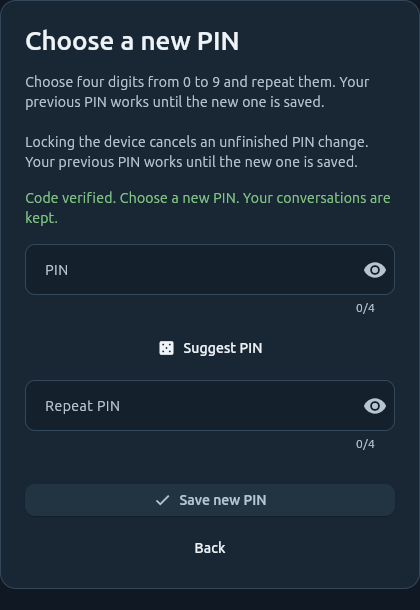 Choose a new PIN
Choose four digits from 0 to 9 and repeat them. Your
previous PIN works until the new one is saved.
Locking the device cancels an unfinished PIN change.
Your previous PIN works until the new one is saved.
Code verified. Choose a new PIN. Your conversations are
kept.
PIN
0/4
Suggest PIN
Repeat PIN
0/4
Save new PIN
Back